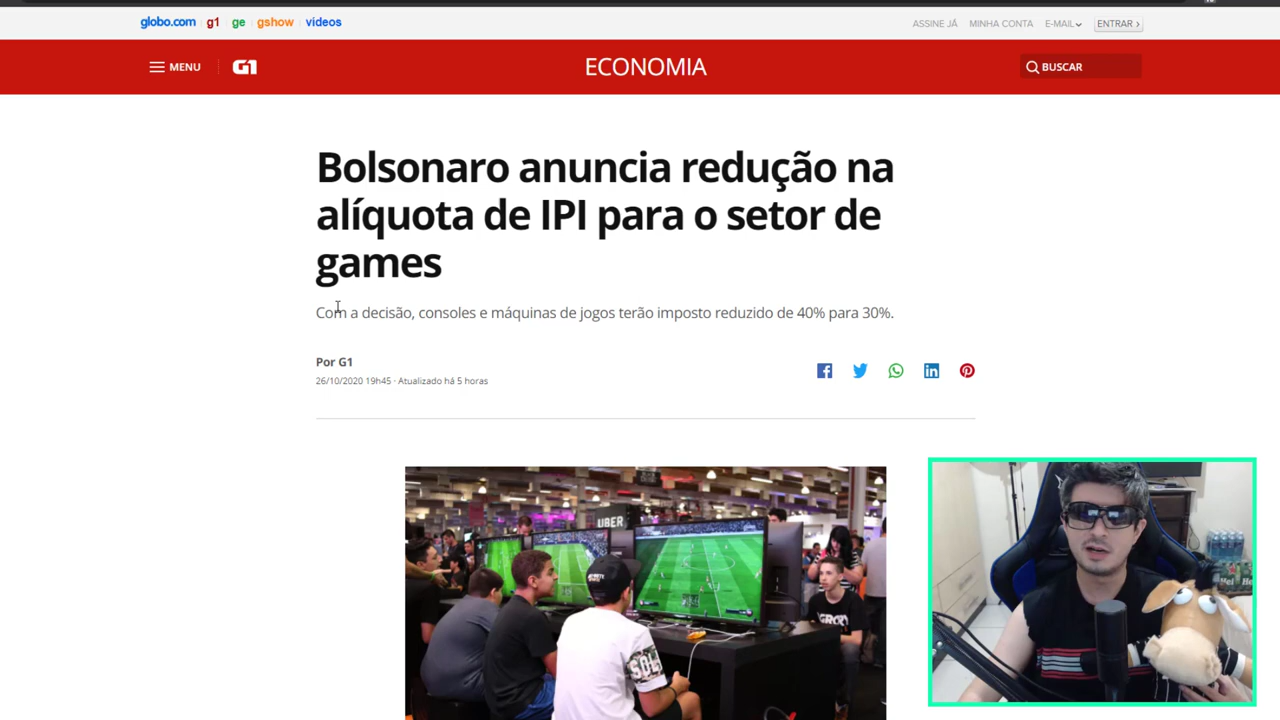 globo.com g1 ge gshow videos
ASSINE JÁ MINHA CONTA E-MAIL ENTRAR ›
MENU G1 ECONOMIA BUSCAR
Bolsonaro anuncia redução na
alíquota de IPI para o setor de
games
Com a decisão, consoles e máquinas de jogos terão imposto reduzido de 40% para 30%.
Por G1
26/10/2020 19h45 · Atualizado há 5 horas
UBER